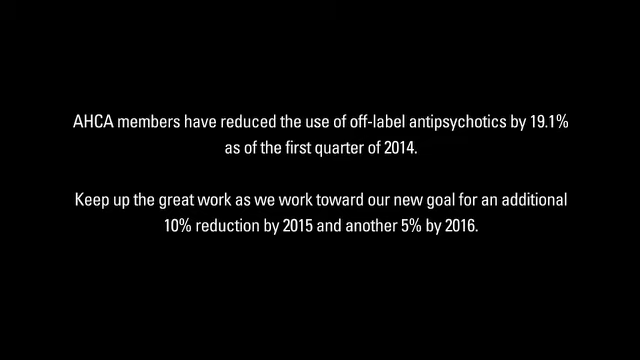 AHCA members have reduced the use of off-label antipsychotics by 19.1%
as of the first quarter of 2014.
Keep up the great work as we work toward our new goal for an additional
10% reduction by 2015 and another 5% by 2016.